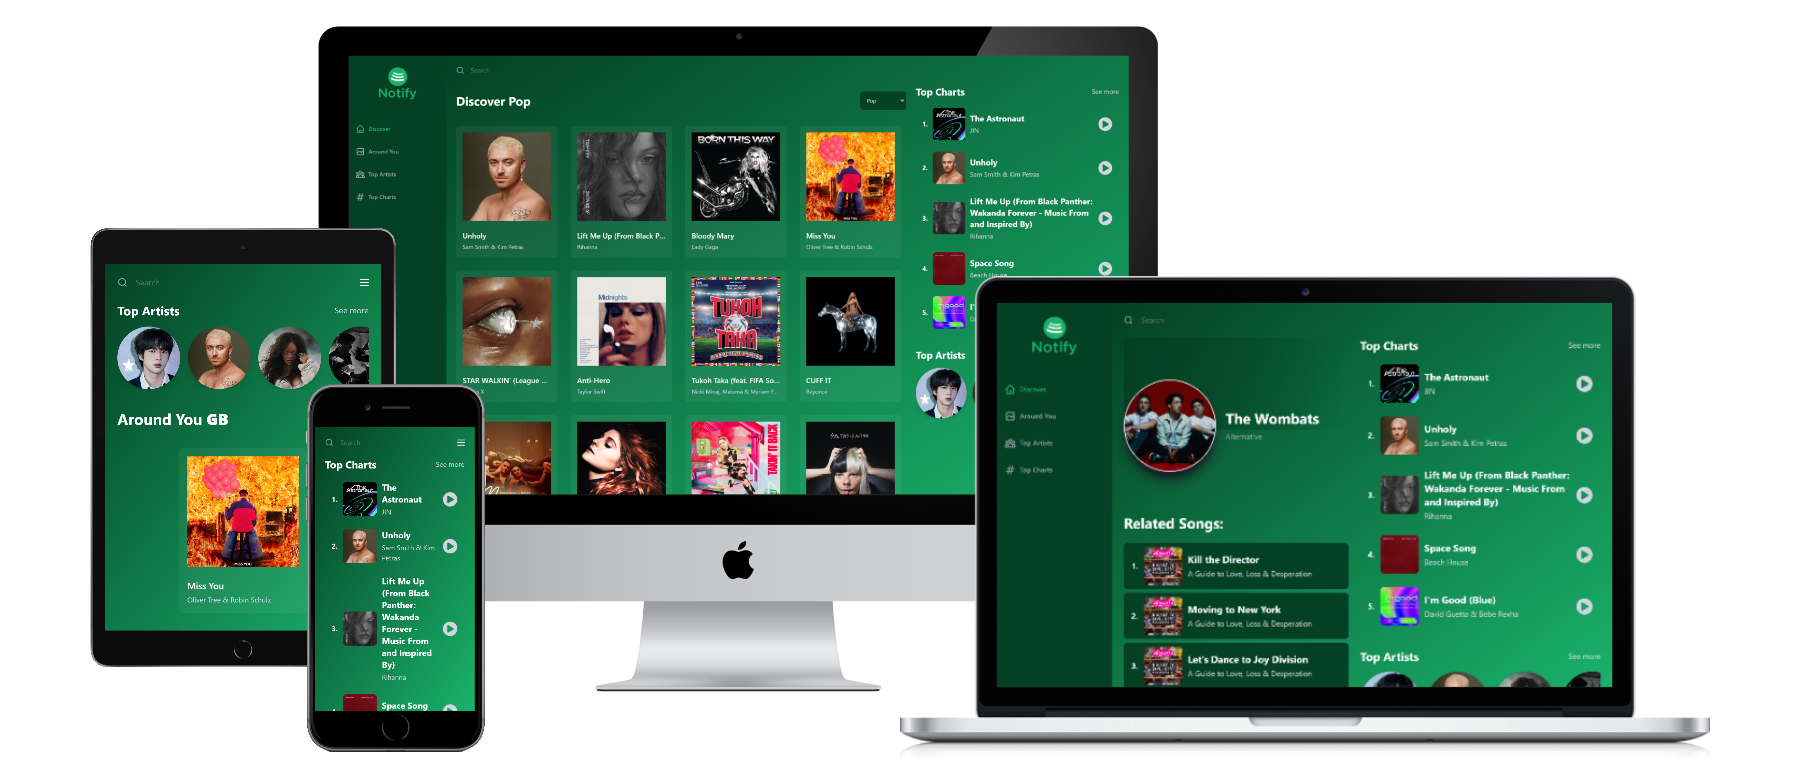 Notify
Discover
Around You
Top Artists
Top Charts
Search
Discover Pop
Pop
BORN THIS WAY
Unholy
Sam Smith & Kim Petras
Lift Me Up (From Black P...
Rihanna
Bloody Mary
Lady Gaga
MISS YOU
Miss You
Oliver Tree & Robin Schulz
Midnights
TUKOH
TAKA
STAR WALKIN' (League ...
X
Anti-Hero
Taylor Swift
Tukoh Taka (feat. FIFA So...
Nicki Minaj, Maluma & Myriam F...
CUFF IT
Beyoncé
TAKIN' IT BACK
Top Charts
See more
1.
The Astronaut
JIN
2.
Unholy
Sam Smith & Kim Petras
3.
Lift Me Up (From Black Panther:
Wakanda Forever - Music From
and Inspired By)
Rihanna
4.
Space Song
Beach House
5.
Top Artists
Search
Top Artists
See more
Around You GB
MISS YOU
Miss You
Oliver Tree & Robin Schulz
Search
Top Charts
See more
1.
The
Astronaut
JIN
2.
Unholy
Sam Smith & Kim
Petras
3.
Lift Me Up
(From Black
Panther:
Wakanda
Forever -
Music From
and Inspired
By)
Rihanna
Space Song
Notify
Discover
Around You
Top Artists
Top Charts
Search
The Wombats
Alternative
Related Songs:
1.
Kill the Director
A Guide to Love, Loss & Desperation
2.
Moving to New York
A Guide to Love, Loss & Desperation
3.
Let's Dance to Joy Division
A Guide to Love, Loss & Desperation
Top Charts
See more
1.
The Astronaut
JIN
2.
Unholy
Sam Smith & Kim Petras
3.
Lift Me Up (From Black Panther:
Wakanda Forever - Music From
and Inspired By)
Rihanna
4.
Space Song
Beach House
5.
I'm Good (Blue)
David Guetta & Bebe Rexha
Top Artists
See more